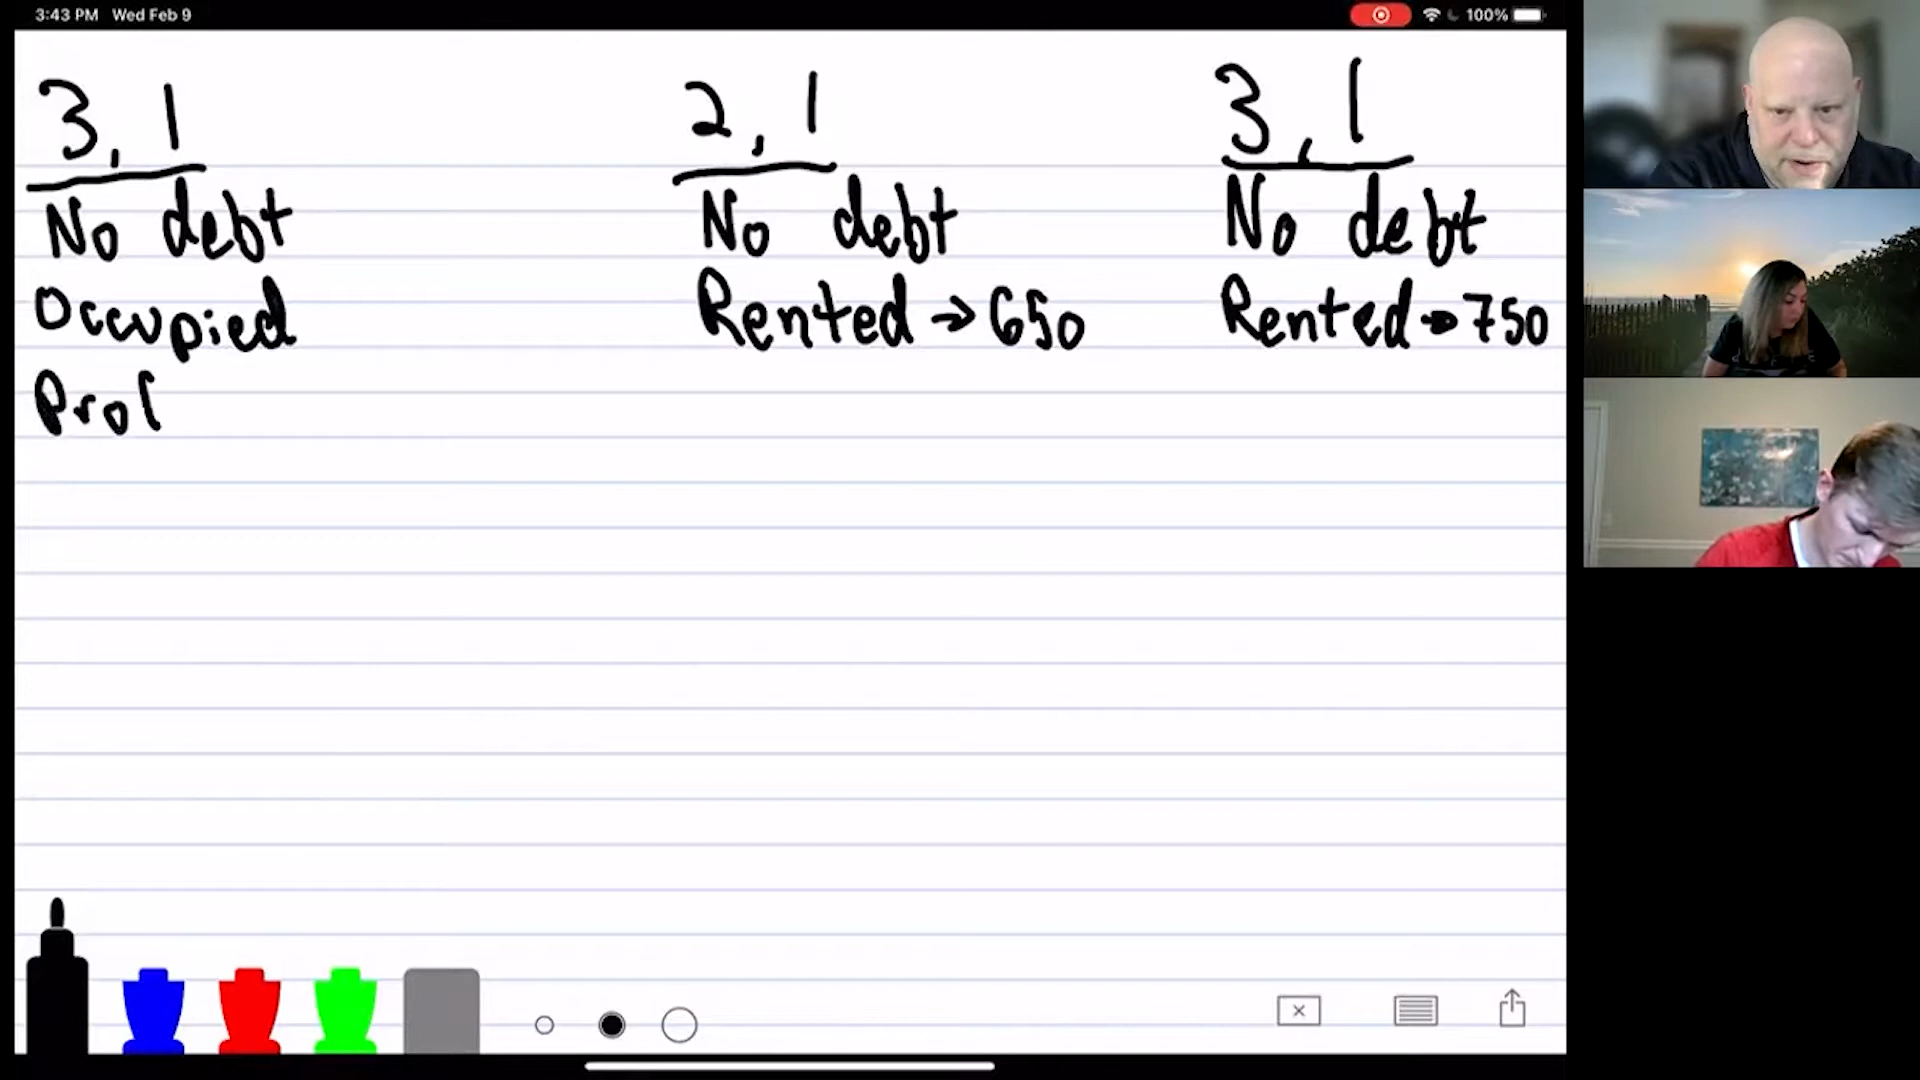 3:43 PM Wed Feb 9
100%
3, 1
No debt
Occupied
2, 1
No debt
Rented → 650
3, 1
No debt
Rented → 750